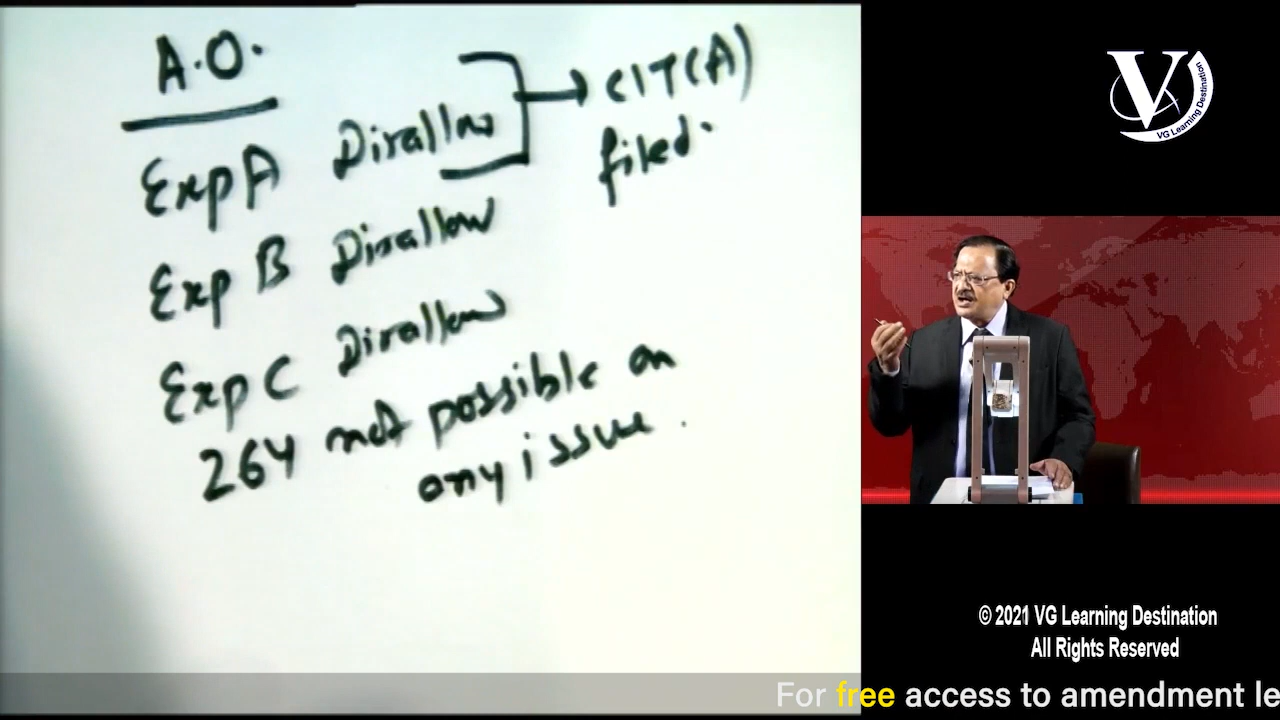 A.O.
Exp A Disallow → CIT(A)
filed.
Exp B Disallow
Exp C Disallow
264 not possible on
any issue.
V
VG Learning Destination
© 2021 VG Learning Destination
All Rights Reserved
For free access to amendment le